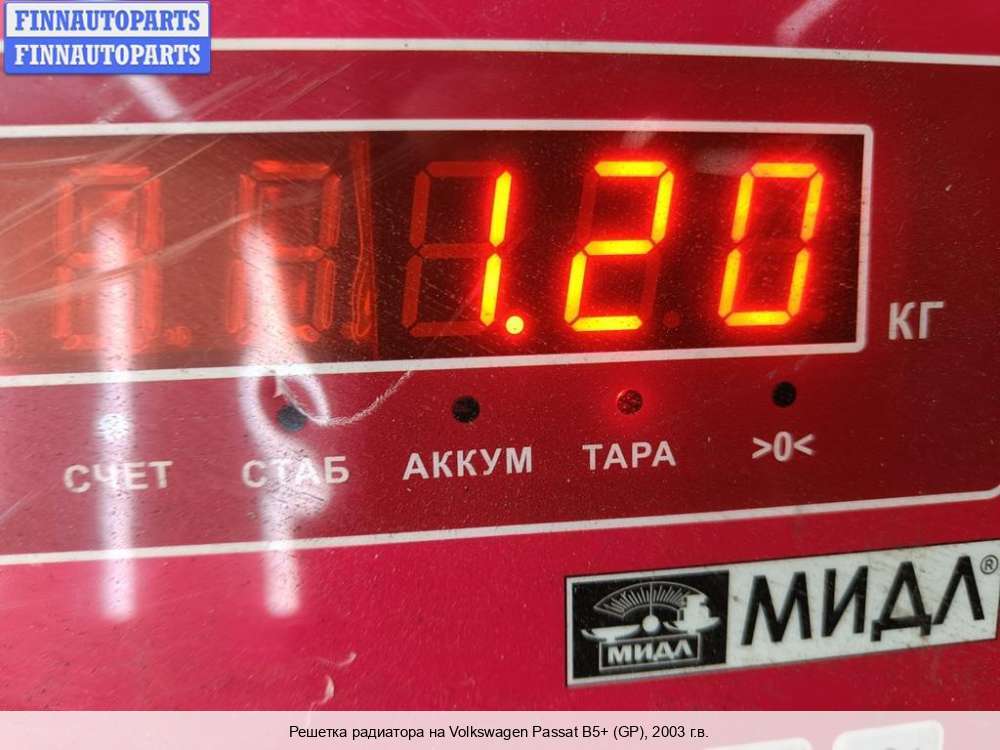 FINNAUTOPARTS
FINNAUTOPARTS
1.20
КГ
СЧЕТ СТАБ АККУМ ТАРА >0<
МИДЛ®
МИДЛ
Решетка радиатора на Volkswagen Passat B5+ (GP), 2003 г.в.